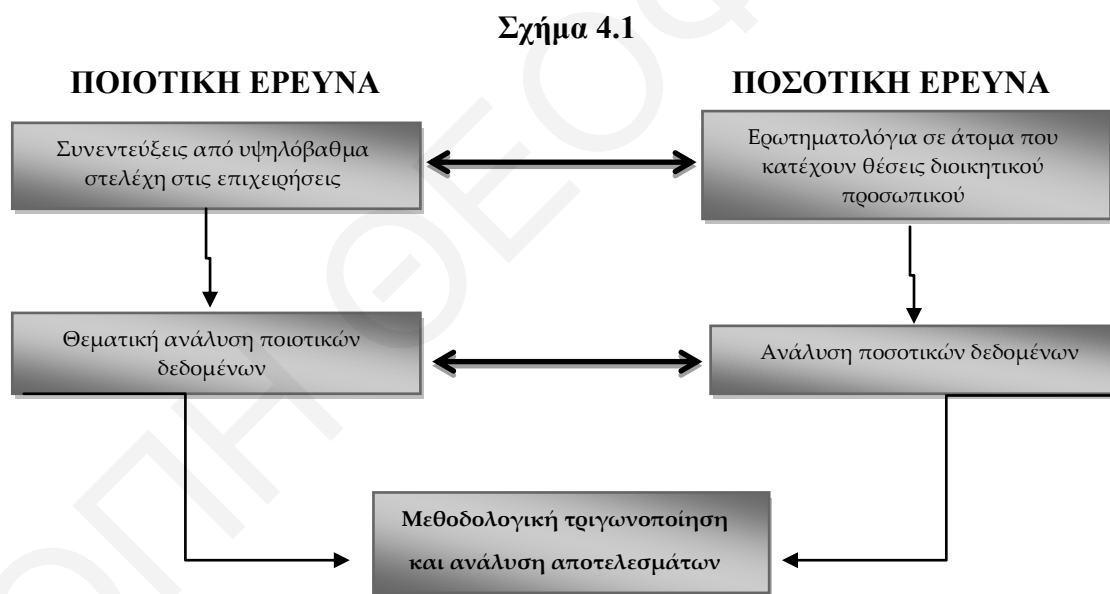 Σχήμα 4.1
ΠΟΙΟΤΙΚΗ ΕΡΕΥΝΑ
ΠΟΣΟΤΙΚΗ ΕΡΕΥΝΑ
Συνεντεύξεις από υψηλόβαθμα
στελέχη στις επιχειρήσεις
Ερωτηματολόγια σε άτομα που
κατέχουν θέσεις διοικητικού
προσωπικού
Θεματική ανάλυση ποιοτικών
δεδομένων
Ανάλυση ποσοτικών δεδομένων
Μεθοδολογική τριγωνοποίηση
και ανάλυση αποτελεσμάτων